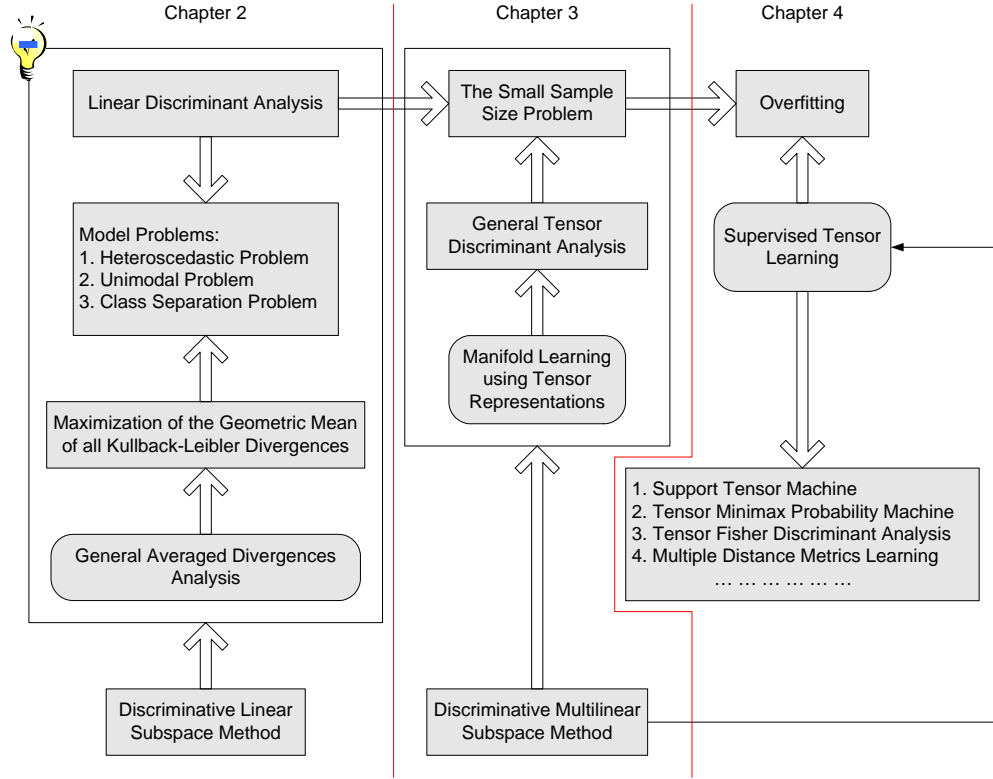 Chapter 2
Linear Discriminant Analysis
Model Problems:
1. Heteroscedastic Problem
2. Unimodal Problem
3. Class Separation Problem
Maximization of the Geometric Mean
of all Kullback-Leibler Divergences
General Averaged Divergences
Analysis
Discriminative Linear
Subspace Method
Chapter 3
The Small Sample
Size Problem
General Tensor
Discriminant Analysis
Manifold Learning
using Tensor
Representations
Discriminative Multilinear
Subspace Method
Chapter 4
Overfitting
Supervised Tensor
Learning
1. Support Tensor Machine
2. Tensor Minimax Probability Machine
3. Tensor Fisher Discriminant Analysis
4. Multiple Distance Metrics Learning
… … … … … …